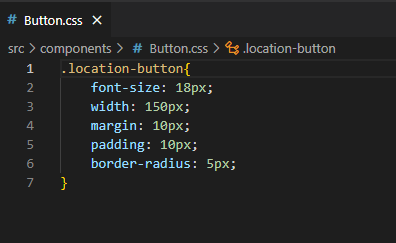 # Button.css ×
src > components > # Button.css > .location-button
1 .location-button{
2     font-size: 18px;
3     width: 150px;
4     margin: 10px;
5     padding: 10px;
6     border-radius: 5px;
7 }